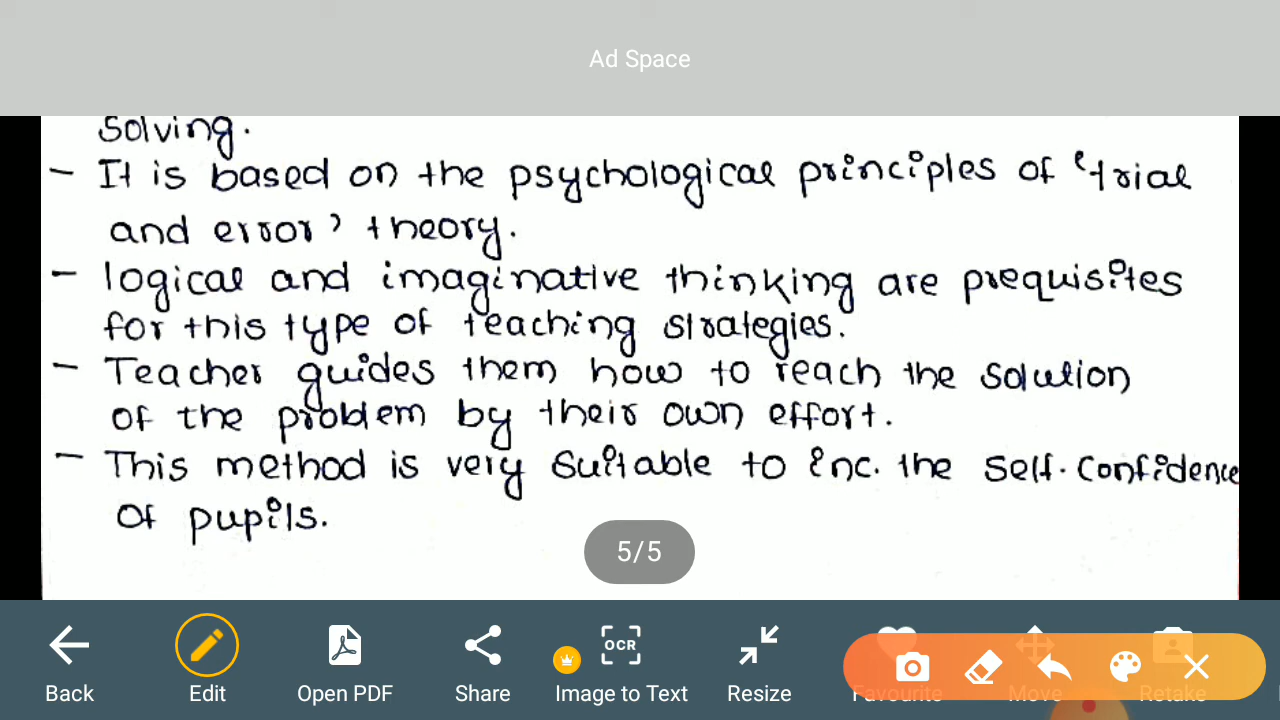 Ad Space
Solving.
- It is based on the psychological principles of 'trial
and error' theory.
- logical and imaginative thinking are prequisites
for this type of teaching strategies.
- Teacher guides them how to reach the solution
of the problem by their own effort.
- This method is very suitable to inc. the self-confidence
of pupils.
5/5
OCR
Back Edit Open PDF Share Image to Text Resize Favourite Move Retake